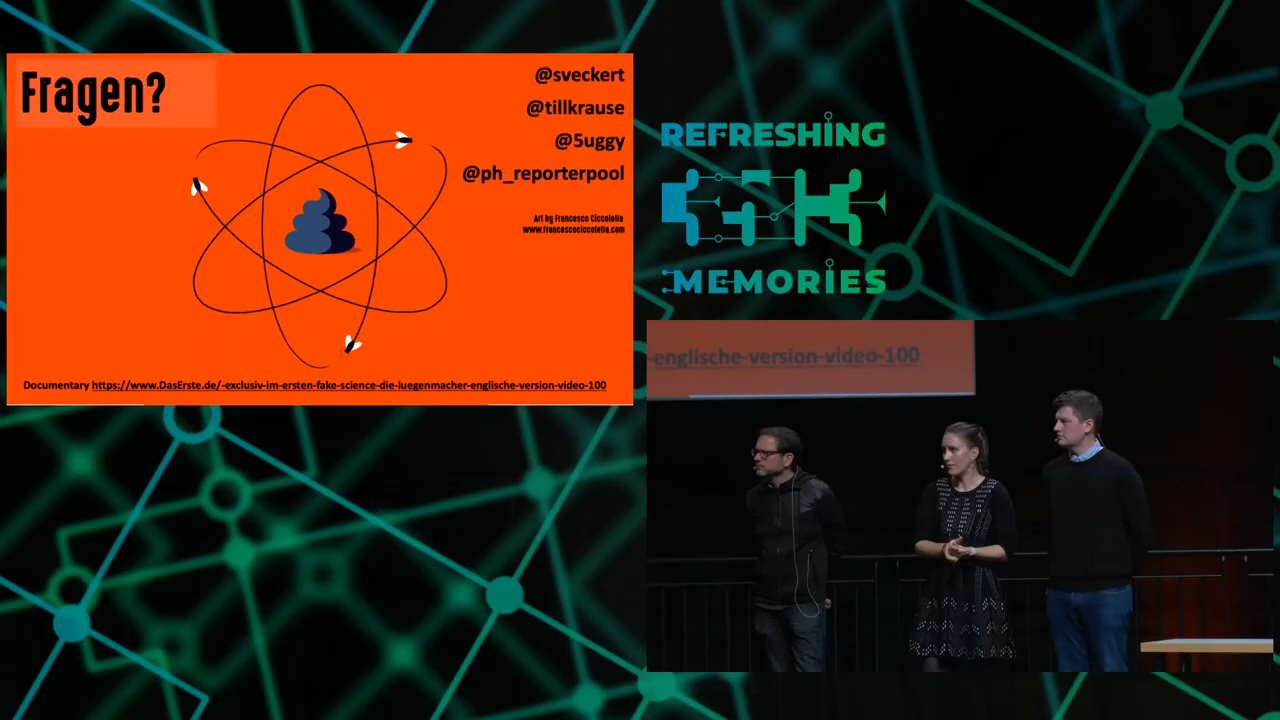 Fragen?
@sveckert
@tillkrause
@5uggy
@ph_reporterpool
Art by Francesco Ciccolella
www.francescociccolella.com
Documentary https://www.DasErste.de/-exclusiv-im-ersten-fake-science-die-luegenmacher-englische-version-video-100
REFRESHING
MEMORIES
-englische-version-video-100